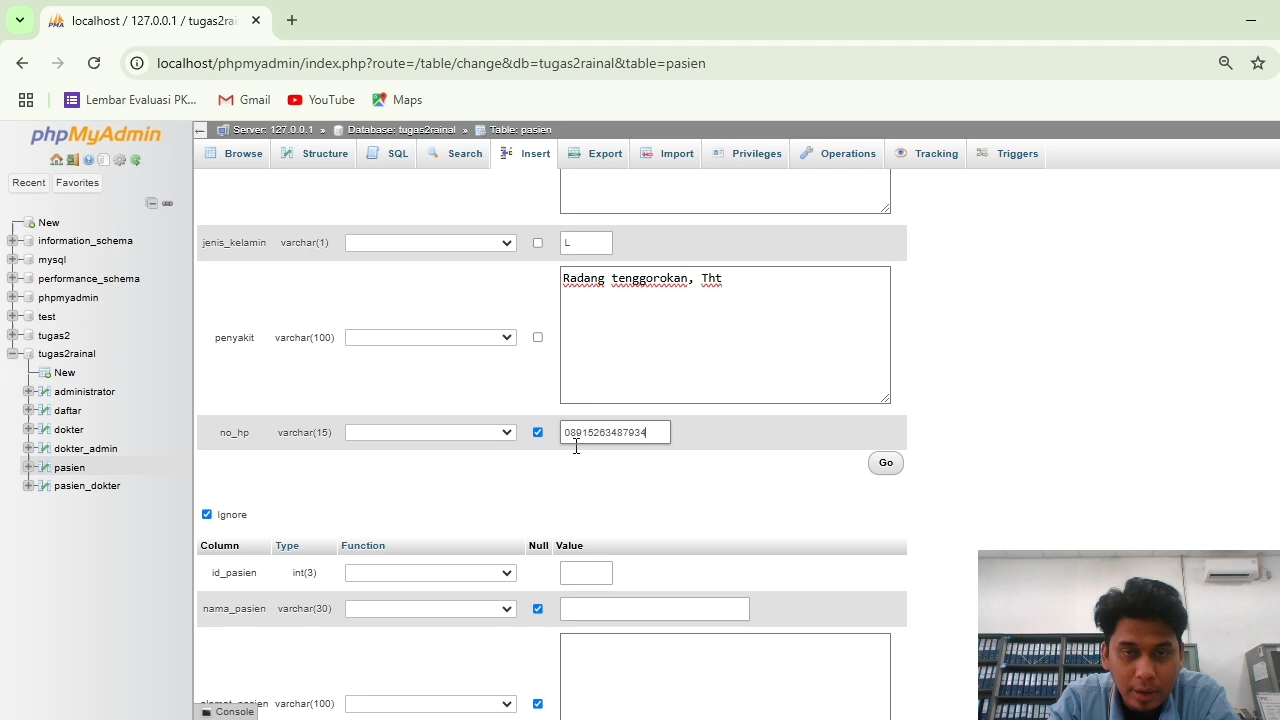 PMA localhost / 127.0.0.1 / tugas2rai
localhost/phpmyadmin/index.php?route=/table/change&db=tugas2rainal&table=pasien
Lembar Evaluasi PK... Gmail YouTube Maps
phpMyAdmin
Recent Favorites
New
information_schema
mysql
performance_schema
phpmyadmin
test
tugas2
tugas2rainal
New
administrator
daftar
dokter
dokter_admin
pasien
pasien_dokter
Server: 127.0.0.1 » Database: tugas2rainal » Table: pasien
Browse Structure SQL Search Insert Export Import Privileges Operations Tracking Triggers
jenis_kelamin varchar(1) L
Radang tenggorokan, Tht
penyakit varchar(100)
no_hp varchar(15) 08915263487934
Go
Ignore
Column Type Function Null Value
id_pasien int(3)
nama_pasien varchar(30)
alamat_pasien varchar(100)
Console